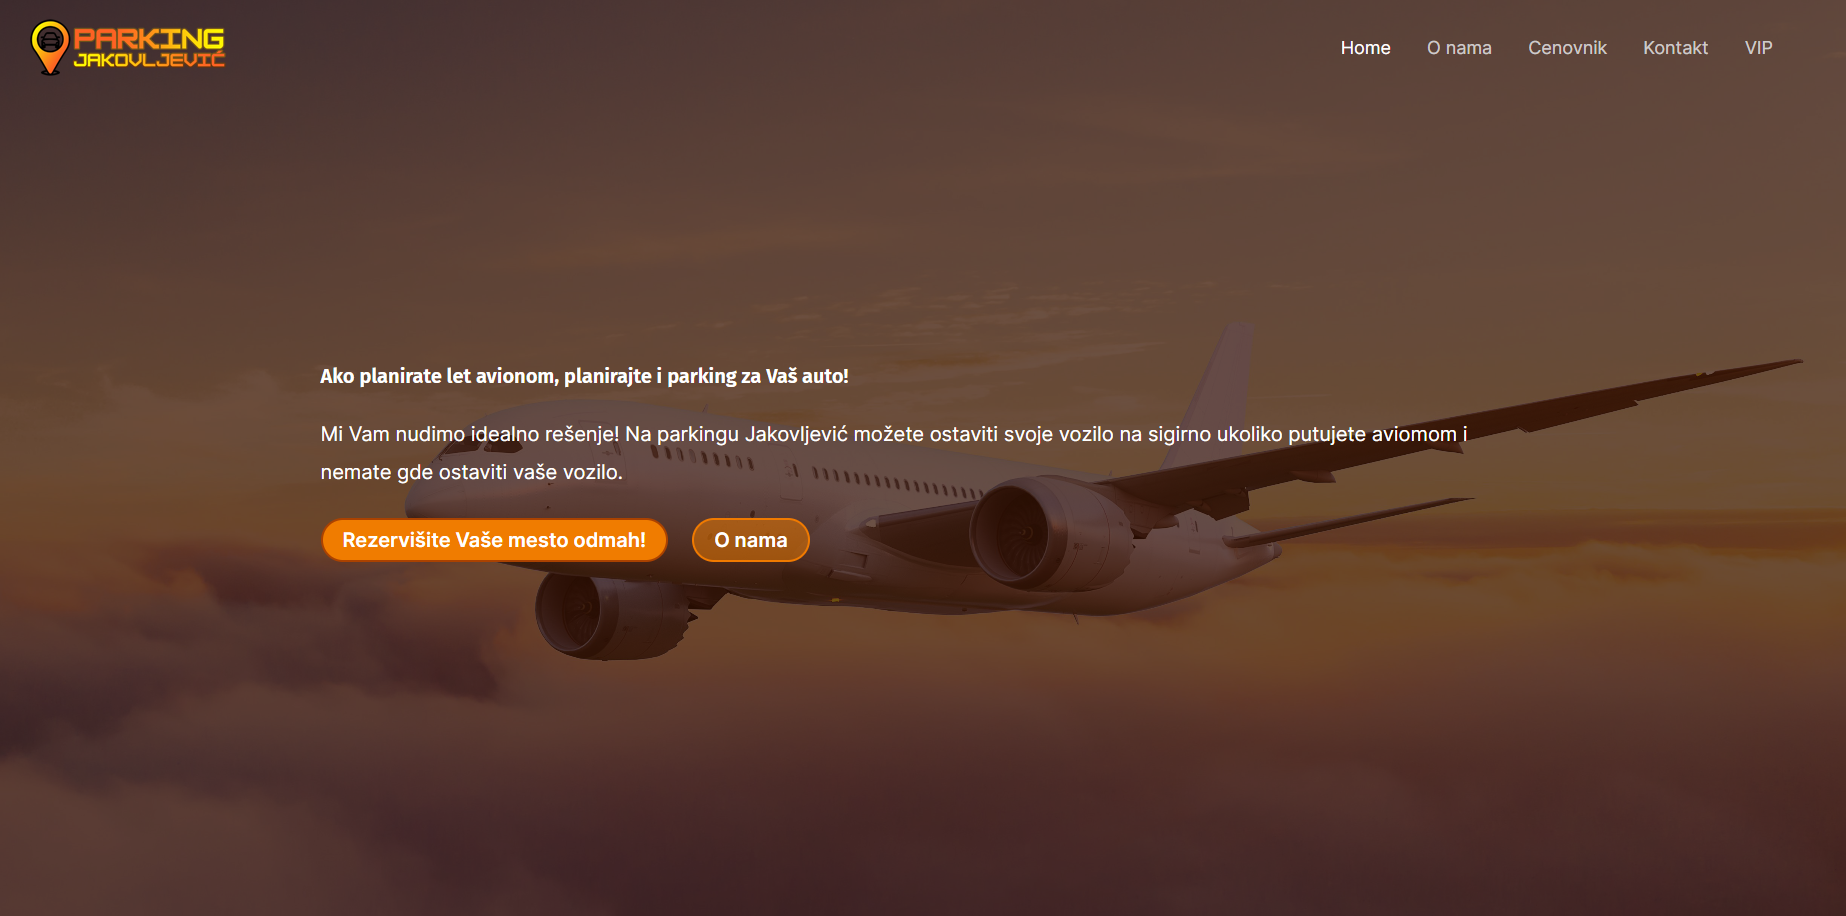 PARKING
JAKOVLJEVIĆ
Home O nama Cenovnik Kontakt VIP
Ako planirate let avionom, planirajte i parking za Vaš auto!
Mi Vam nudimo idealno rešenje! Na parkingu Jakovljević možete ostaviti svoje vozilo na sigirno ukoliko putujete aviomom i
nemate gde ostaviti vaše vozilo.
Rezervišite Vaše mesto odmah! O nama